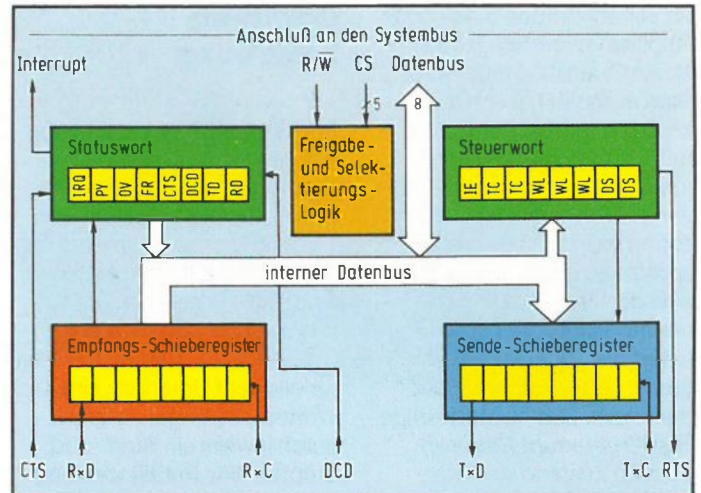 Anschluß an den Systembus
Interrupt R/W CS Datenbus
5 8
Statuswort
IRQ PY OV FR CTS DCD TD RD
Freigabe-
und Selek-
tierungs-
Logik
Steuerwort
IE TC TC WL WL WL DS DS
interner Datenbus
Empfangs-Schieberegister
Sende-Schieberegister
CTS R×D R×C DCD T×D T×C RTS